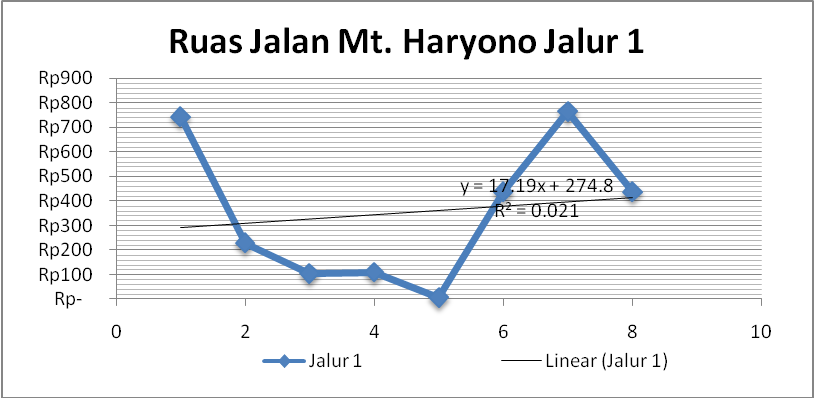 Ruas Jalan Mt. Haryono Jalur 1
Rp900
Rp800
Rp700
Rp600
Rp500
Rp400
Rp300
Rp200
Rp100
Rp-
y = 17.19x + 274.8
R² = 0.021
0 2 4 6 8 10
Jalur 1 Linear (Jalur 1)